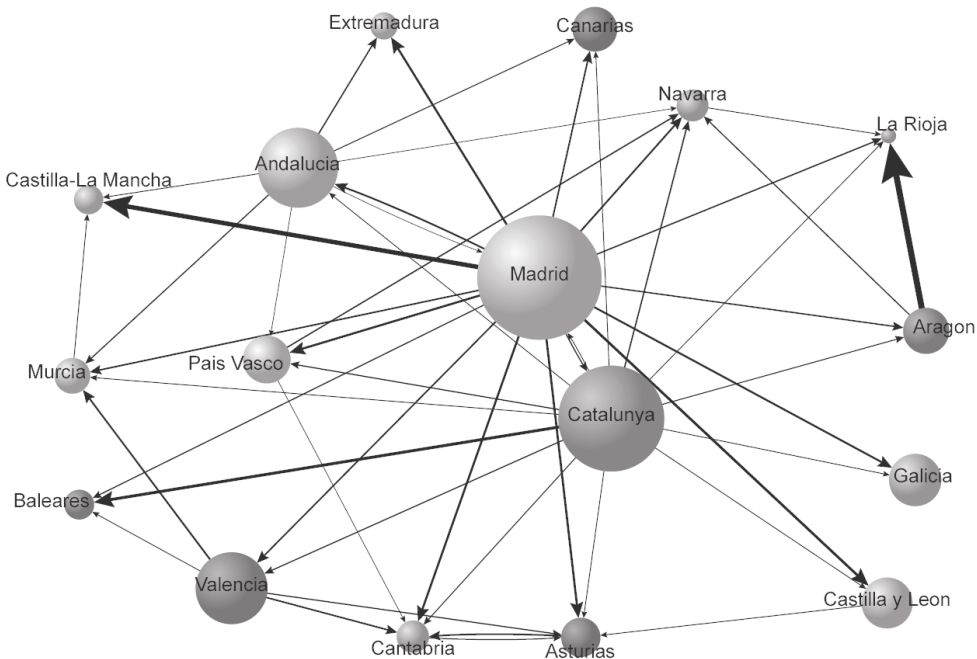 Extremadura
Canarias
Navarra
La Rioja
Andalucia
Castilla-La Mancha
Madrid
Aragon
Pais Vasco
Murcia
Catalunya
Galicia
Baleares
Valencia
Castilla y Leon
Cantabria
Asturias